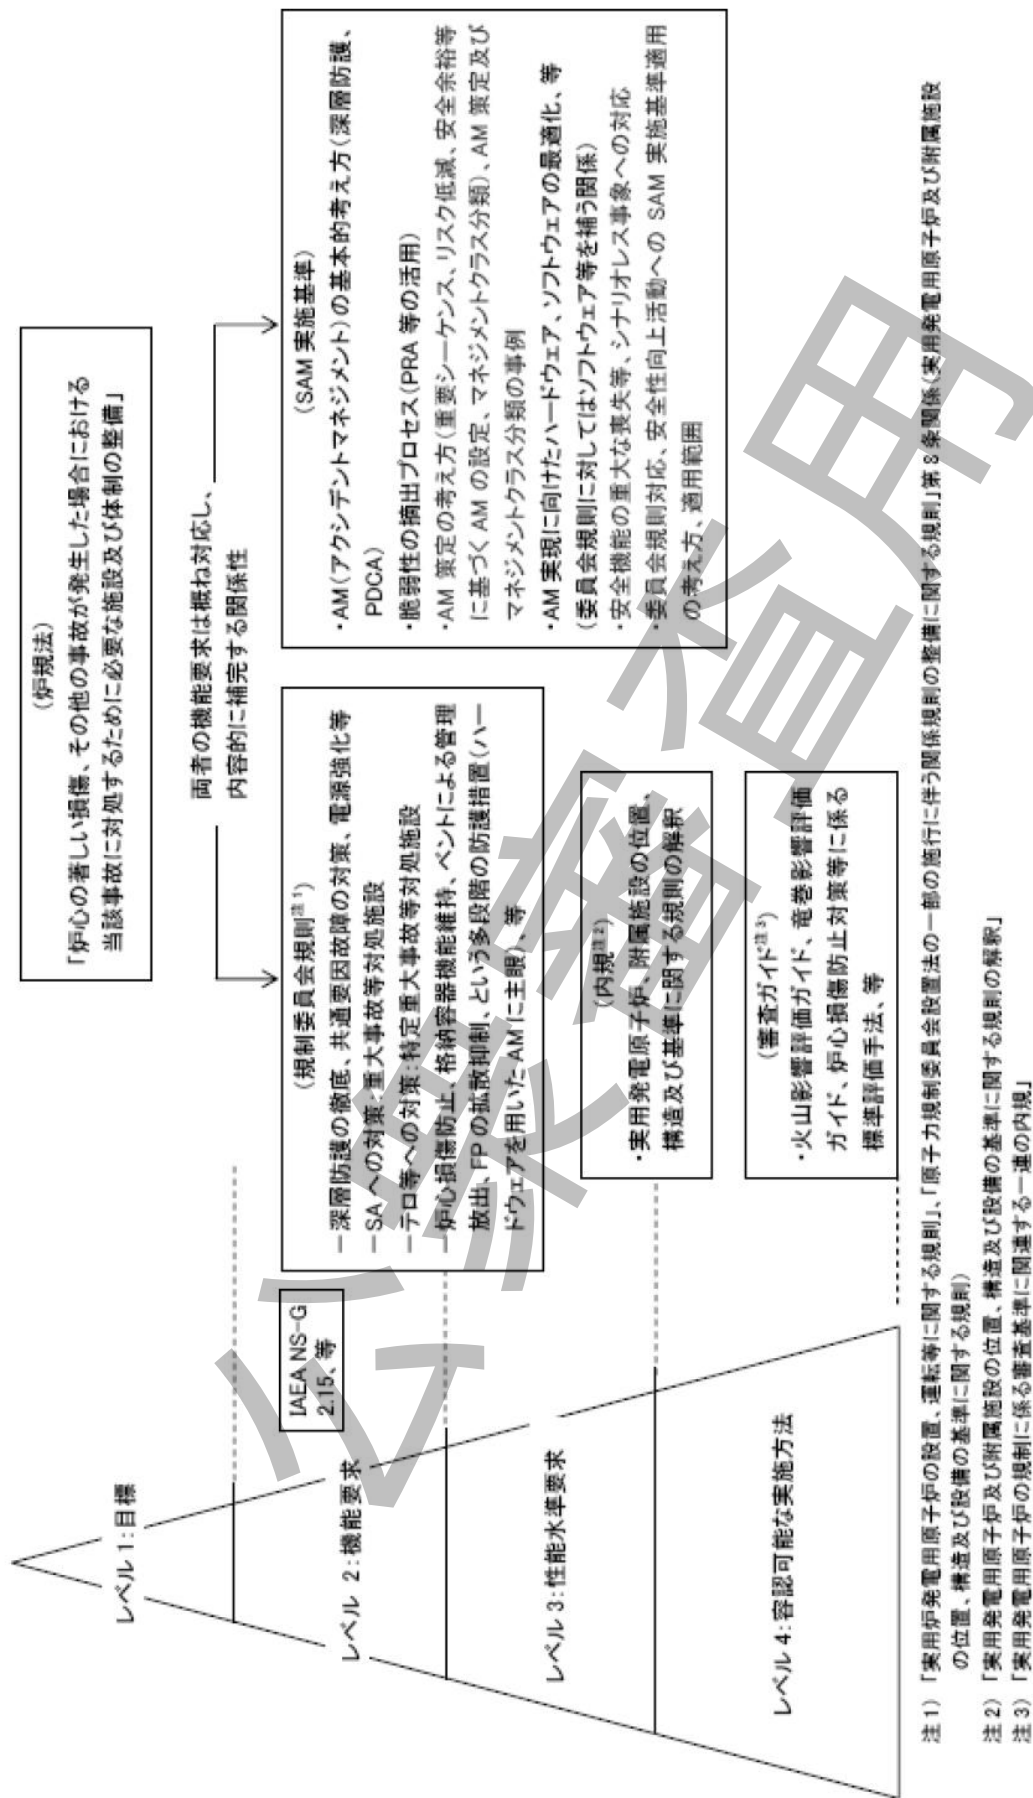 (炉規法)
「炉心の著しい損傷、その他の事故が発生した場合における
当該事故に対処するために必要な施設及び体制の整備」
両者の機能要求は概ね対応し、
内容的に補完する関係性
レベル 1：目標
レベル 2：機能要求
レベル 3：性能水準要求
レベル 4：容認可能な実施方法
IAEA NS-G
2.15、等
(規制委員会規則注1)
－深層防護の徹底、共通要因故障の対策、電源強化等
－SA への対策：重大事故等対処施設
－テロ等への対策：特定重大事故等対処施設
－炉心損傷防止、格納容器機能維持、ベントによる管理
放出、FP の拡散抑制、という多段階の防護措置(ハー
ドウェアを用いた AM に主眼)、等
(内規注2)
・実用発電原子炉、附属施設の位置、
構造及び基準に関する規則の解釈
(審査ガイド注3)
・火山影響評価ガイド、竜巻影響評価
ガイド、炉心損傷防止対策等に係る
標準評価手法、等
(SAM 実施基準)
・AM(アクシデントマネジメント)の基本的考え方(深層防護、
PDCA)
・脆弱性の摘出プロセス(PRA 等の活用)
・AM 策定の考え方(重要シーケンス、リスク低減、安全余裕等
に基づく AM の設定、マネジメントクラス分類)、AM 策定及び
マネジメントクラス分類の事例
・AM 実現に向けたハードウェア、ソフトウェアの最適化、等
(委員会規則に対してはソフトウェア等を補う関係)
・安全機能の重大な喪失等、シナリオレス事象への対応
・委員会規則対応、安全性向上活動への SAM 実施基準適用
の考え方、適用範囲
注 1) 「実用炉発電用原子炉の設置、運転等に関する規則」、「原子力規制委員会設置法の一部の施行に伴う関係規則の整備に関する規則」第 8 条関係(実用発電用原子炉及び附属施設
の位置、構造及び設備の基準に関する規則)
注 2) 「実用発電用原子炉及び附属施設の位置、構造及び設備の基準に関する規則の解釈」
注 3) 「実用発電用原子炉の規制に係る審査基準に関連する一連の内規」
公衆審査用